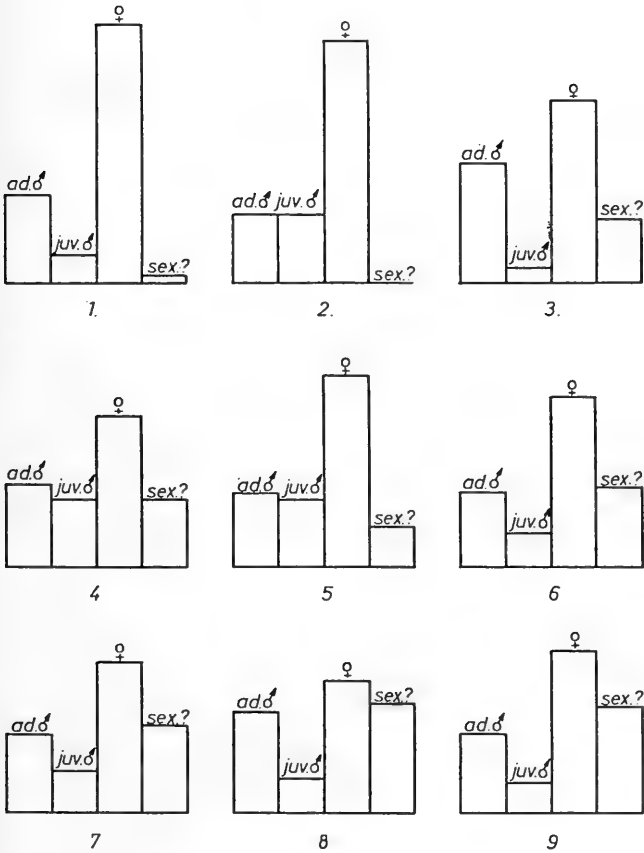 ♀ ♀
♀
ad.♂ juv.♂ sex.? ad.♂ juv.♂ sex.? ad.♂ juv.♂ sex.?
1. 2. 3.
♀ ♀ ♀
ad.♂ juv.♂ sex.? ad.♂ juv.♂ sex.? ad.♂ juv.♂ sex.?
4 5 6
♀ ♀ ♀
ad.♂ juv.♂ sex.? ad.♂ juv.♂ sex.? ad.♂ juv.♂ sex.?
7 8 9